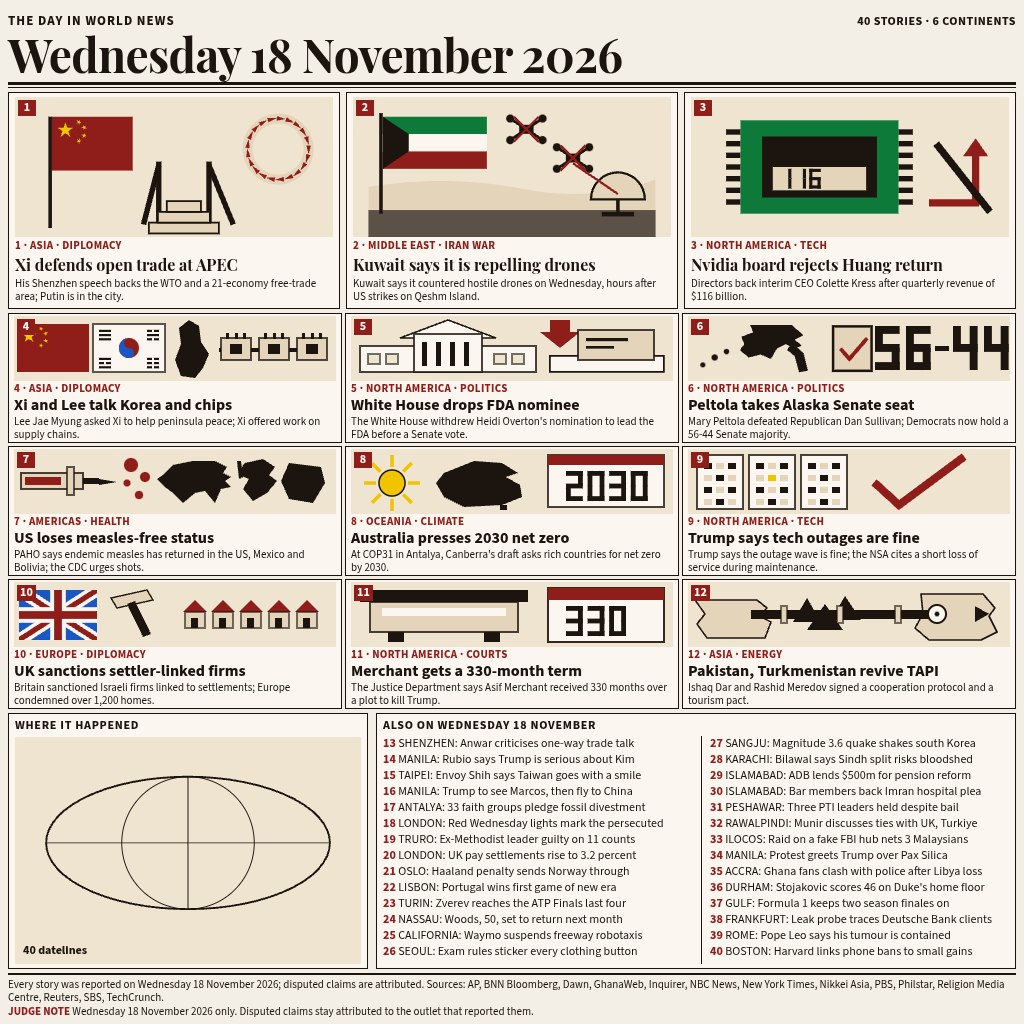 THE DAY IN WORLD NEWS
40 STORIES · 6 CONTINENTS
Wednesday 18 November 2026
1
1 · ASIA · DIPLOMACY
Xi defends open trade at APEC
His Shenzhen speech backs the WTO and a 21-economy free-trade
area; Putin is in the city.
2
2 · MIDDLE EAST · IRAN WAR
Kuwait says it is repelling drones
Kuwait says it countered hostile drones on Wednesday, hours after
US strikes on Qeshm Island.
3
116
3 · NORTH AMERICA · TECH
Nvidia board rejects Huang return
Directors back interim CEO Colette Kress after quarterly revenue of
$116 billion.
4
4 · ASIA · DIPLOMACY
Xi and Lee talk Korea and chips
Lee Jae Myung asked Xi to help peninsula peace; Xi offered work on
supply chains.
5
5 · NORTH AMERICA · POLITICS
White House drops FDA nominee
The White House withdrew Heidi Overton's nomination to lead the
FDA before a Senate vote.
6
56-44
6 · NORTH AMERICA · POLITICS
Peltola takes Alaska Senate seat
Mary Peltola defeated Republican Dan Sullivan; Democrats now hold a
56-44 Senate majority.
7
7 · AMERICAS · HEALTH
US loses measles-free status
PAHO says endemic measles has returned in the US, Mexico and
Bolivia; the CDC urges shots.
8
2030
8 · OCEANIA · CLIMATE
Australia presses 2030 net zero
At COP31 in Antalya, Canberra's draft asks rich countries for net zero
by 2030.
9
9 · NORTH AMERICA · TECH
Trump says tech outages are fine
Trump says the outage wave is fine; the NSA cites a short loss of
service during maintenance.
10
10 · EUROPE · DIPLOMACY
UK sanctions settler-linked firms
Britain sanctioned Israeli firms linked to settlements; Europe
condemned over 1,200 homes.
11
330
11 · NORTH AMERICA · COURTS
Merchant gets a 330-month term
The Justice Department says Asif Merchant received 330 months over
a plot to kill Trump.
12
12 · ASIA · ENERGY
Pakistan, Turkmenistan revive TAPI
Ishaq Dar and Rashid Meredov signed a cooperation protocol and a
tourism pact.
WHERE IT HAPPENED
40 datelines
ALSO ON WEDNESDAY 18 NOVEMBER
13 SHENZHEN: Anwar criticises one-way trade talk
14 MANILA: Rubio says Trump is serious about Kim
15 TAIPEI: Envoy Shih says Taiwan goes with a smile
16 MANILA: Trump to see Marcos, then fly to China
17 ANTALYA: 33 faith groups pledge fossil divestment
18 LONDON: Red Wednesday lights mark the persecuted
19 TRURO: Ex-Methodist leader guilty on 11 counts
20 LONDON: UK pay settlements rise to 3.2 percent
21 OSLO: Haaland penalty sends Norway through
22 LISBON: Portugal wins first game of new era
23 TURIN: Zverev reaches the ATP Finals last four
24 NASSAU: Woods, 50, set to return next month
25 CALIFORNIA: Waymo suspends freeway robotaxis
26 SEOUL: Exam rules sticker every clothing button
27 SANGJU: Magnitude 3.6 quake shakes south Korea
28 KARACHI: Bilawal says Sindh split risks bloodshed
29 ISLAMABAD: ADB lends $500m for pension reform
30 ISLAMABAD: Bar members back Imran hospital plea
31 PESHAWAR: Three PTI leaders held despite bail
32 RAWALPINDI: Munir discusses ties with UK, Turkiye
33 ILOCOS: Raid on a fake FBI hub nets 3 Malaysians
34 MANILA: Protest greets Trump over Pax Silica
35 ACCRA: Ghana fans clash with police after Libya loss
36 DURHAM: Stojakovic scores 46 on Duke's home floor
37 GULF: Formula 1 keeps two season finales on
38 FRANKFURT: Leak probe traces Deutsche Bank clients
39 ROME: Pope Leo says his tumour is contained
40 BOSTON: Harvard links phone bans to small gains
Every story was reported on Wednesday 18 November 2026; disputed claims are attributed. Sources: AP, BNN Bloomberg, Dawn, GhanaWeb, Inquirer, NBC News, New York Times, Nikkei Asia, PBS, Philstar, Religion Media
Centre, Reuters, SBS, TechCrunch.
JUDGE NOTE Wednesday 18 November 2026 only. Disputed claims stay attributed to the outlet that reported them.